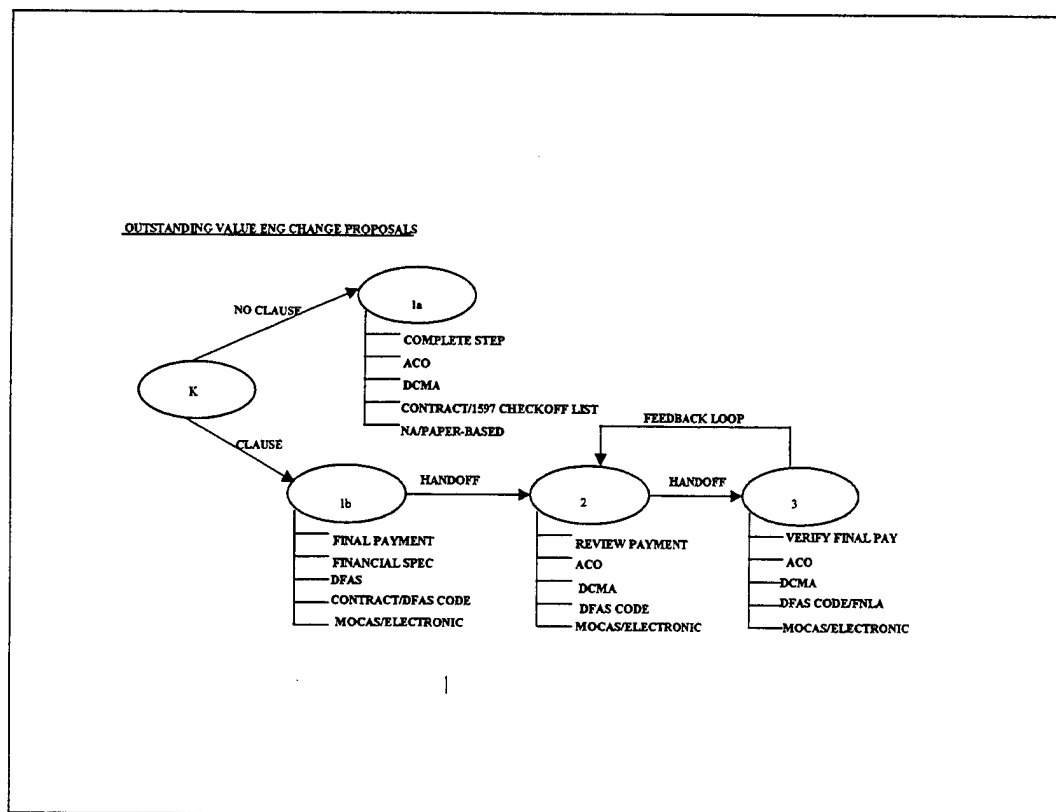 OUTSTANDING VALUE ENG CHANGE PROPOSALS
NO CLAUSE
1a
COMPLETE STEP
ACO
DCMA
CONTRACT/1597 CHECKOFF LIST
NA/PAPER-BASED
K
CLAUSE
FEEDBACK LOOP
1b
HANDOFF
2
HANDOFF
3
FINAL PAYMENT
FINANCIAL SPEC
DFAS
CONTRACT/DFAS CODE
MOCAS/ELECTRONIC
REVIEW PAYMENT
ACO
DCMA
DFAS CODE
MOCAS/ELECTRONIC
VERIFY FINAL PAY
ACO
DCMA
DFAS CODE/FNLA
MOCAS/ELECTRONIC